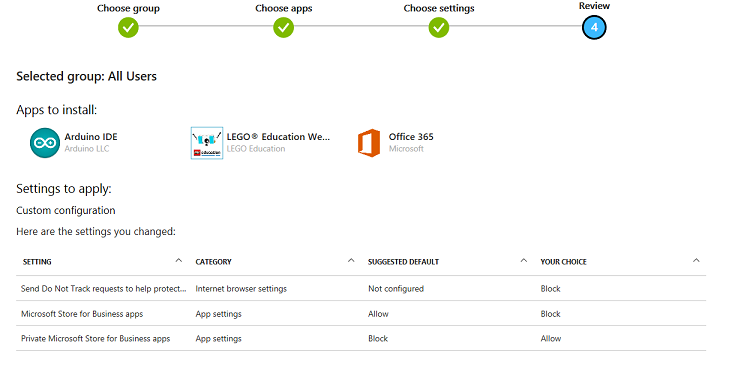 Choose group Choose apps Choose settings Review
4
Selected group: All Users
Apps to install:
Arduino IDE
Arduino LLC
education
LEGO® Education We...
LEGO Education
Office 365
Microsoft
Settings to apply:
Custom configuration
Here are the settings you changed:
SETTING CATEGORY SUGGESTED DEFAULT YOUR CHOICE
Send Do Not Track requests to help protect... Internet browser settings Not configured Block
Microsoft Store for Business apps App settings Allow Block
Private Microsoft Store for Business apps App settings Block Allow